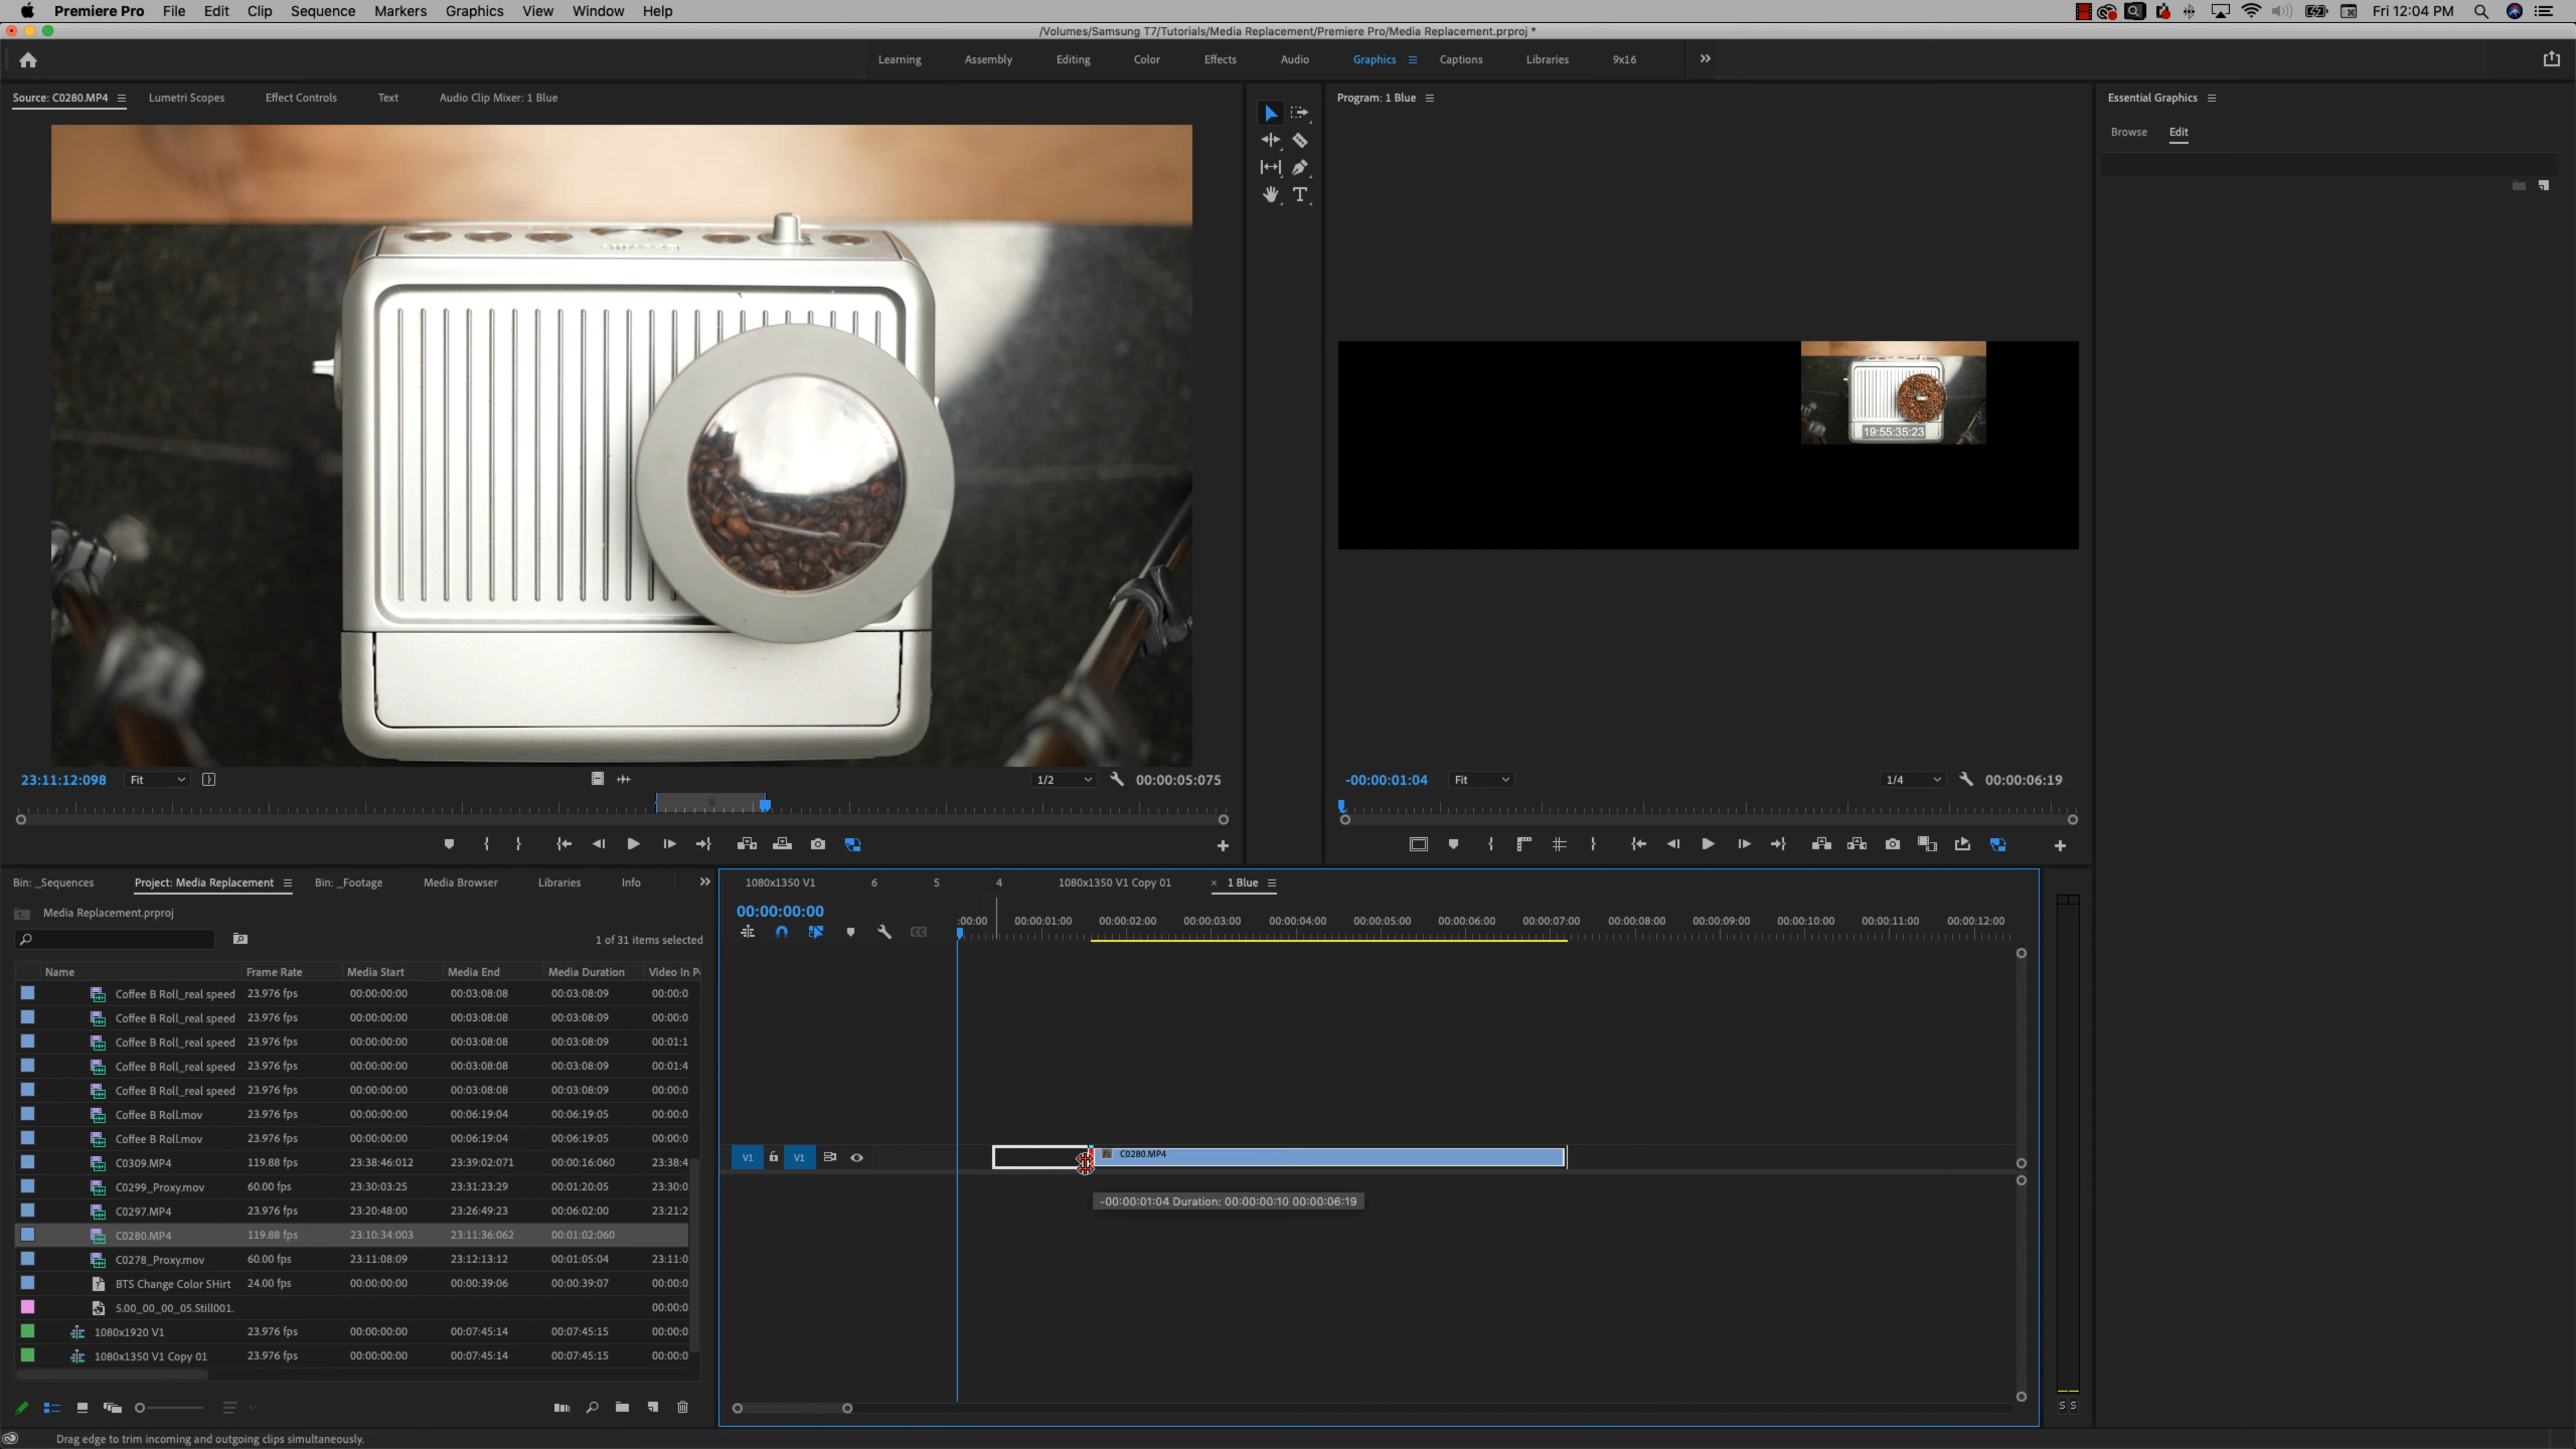 Premiere Pro File Edit Clip Sequence Markers Graphics View Window Help Fri 12:04 PM
/Volumes/Samsung T7/Tutorials/Media Replacement/Premiere Pro/Media Replacement.prproj *
Learning Assembly Editing Color Effects Audio Graphics Captions Libraries 9x16
Source: C0280.MP4 Lumetri Scopes Effect Controls Text Audio Clip Mixer: 1 Blue
Program: 1 Blue
Essential Graphics
Browse Edit
19:55:35:23
23:11:12:098 Fit 1/2 00:00:05:075
-00:00:01:04 Fit 1/4 00:00:06:19
Bin: _Sequences Project: Media Replacement Bin: _Footage Media Browser Libraries Info
Media Replacement.prproj
1 of 31 items selected
Name Frame Rate Media Start Media End Media Duration Video In P
Coffee B Roll_real speed 23.976 fps 00:00:00:00 00:03:08:08 00:03:08:09 00:00:0
Coffee B Roll_real speed 23.976 fps 00:00:00:00 00:03:08:08 00:03:08:09 00:00:0
Coffee B Roll_real speed 23.976 fps 00:00:00:00 00:03:08:08 00:03:08:09 00:01:1
Coffee B Roll_real speed 23.976 fps 00:00:00:00 00:03:08:08 00:03:08:09 00:01:4
Coffee B Roll_real speed 23.976 fps 00:00:00:00 00:03:08:08 00:03:08:09 00:00:0
Coffee B Roll.mov 23.976 fps 00:00:00:00 00:06:19:04 00:06:19:05 00:00:0
Coffee B Roll.mov 23.976 fps 00:00:00:00 00:06:19:04 00:06:19:05 00:00:0
C0309.MP4 119.88 fps 23:38:46:012 23:39:02:071 00:00:16:060 23:38:4
C0299_Proxy.mov 60.00 fps 23:30:03:25 23:31:23:29 00:01:20:05 23:30:0
C0297.MP4 23.976 fps 23:20:48:00 23:26:49:23 00:06:02:00 23:21:2
C0280.MP4 119.88 fps 23:10:34:003 23:11:36:062 00:01:02:060
C0278_Proxy.mov 60.00 fps 23:11:08:09 23:12:13:12 00:01:05:04 23:11:0
BTS Change Color SHirt 24.00 fps 00:00:00:00 00:00:39:06 00:00:39:07 00:00:0
5.00_00_00_05.Still001. 00:00:0
1080x1920 V1 23.976 fps 00:00:00:00 00:07:45:14 00:07:45:15 00:00:0
1080x1350 V1 Copy 01 23.976 fps 00:00:00:00 00:07:45:14 00:07:45:15 00:00:0
1080x1350 V1 6 5 4 1080x1350 V1 Copy 01 × 1 Blue
00:00:00:00
:00:00 00:00:01:00 00:00:02:00 00:00:03:00 00:00:04:00 00:00:05:00 00:00:06:00 00:00:07:00 00:00:08:00 00:00:09:00 00:00:10:00 00:00:11:00 00:00:12:00
V1 V1 fx C0280.MP4
-00:00:01:04 Duration: 00:00:00:10 00:00:06:19
S S
Drag edge to trim incoming and outgoing clips simultaneously.